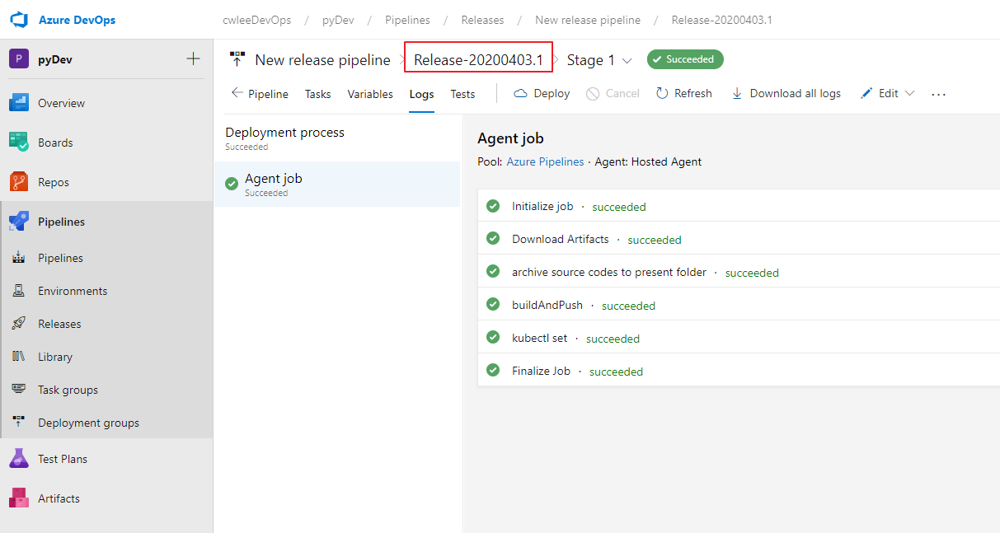 Azure DevOps
cwleeDevOps / pyDev / Pipelines / Releases / New release pipeline / Release-20200403.1
P pyDev
New release pipeline Release-20200403.1 Stage 1 Succeeded
Pipeline Tasks Variables Logs Tests Deploy Cancel Refresh Download all logs Edit ...
Overview
Boards
Repos
Pipelines
Pipelines
Environments
Releases
Library
Task groups
Deployment groups
Test Plans
Artifacts
Deployment process
Succeeded
Agent job
Succeeded
Agent job
Pool: Azure Pipelines · Agent: Hosted Agent
Initialize job · succeeded
Download Artifacts · succeeded
archive source codes to present folder · succeeded
buildAndPush · succeeded
kubectl set · succeeded
Finalize Job · succeeded